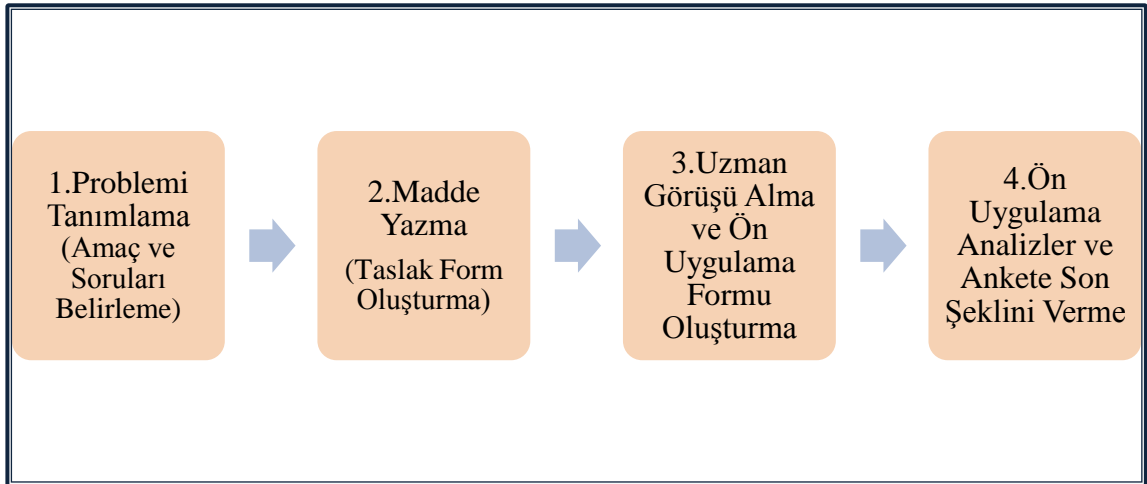 1.Problemi
Tanımlama
(Amaç ve
Soruları
Belirleme)
2.Madde
Yazma
(Taslak Form
Oluşturma)
3.Uzman
Görüşü Alma
ve Ön
Uygulama
Formu
Oluşturma
4.Ön
Uygulama
Analizler ve
Ankete Son
Şeklini Verme